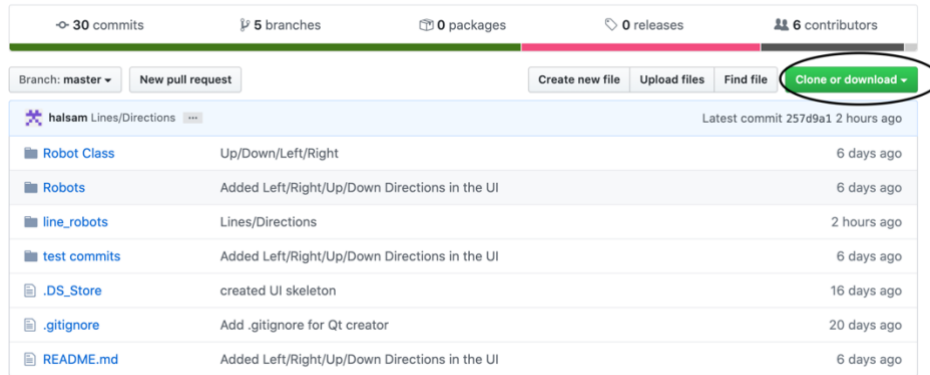 30 commits 5 branches 0 packages 0 releases 6 contributors
Branch: master New pull request Create new file Upload files Find file Clone or download
halsam Lines/Directions ... Latest commit 257d9a1 2 hours ago
Robot Class Up/Down/Left/Right 6 days ago
Robots Added Left/Right/Up/Down Directions in the UI 6 days ago
line_robots Lines/Directions 2 hours ago
test commits Added Left/Right/Up/Down Directions in the UI 6 days ago
.DS_Store created UI skeleton 16 days ago
.gitignore Add .gitignore for Qt creator 20 days ago
README.md Added Left/Right/Up/Down Directions in the UI 6 days ago